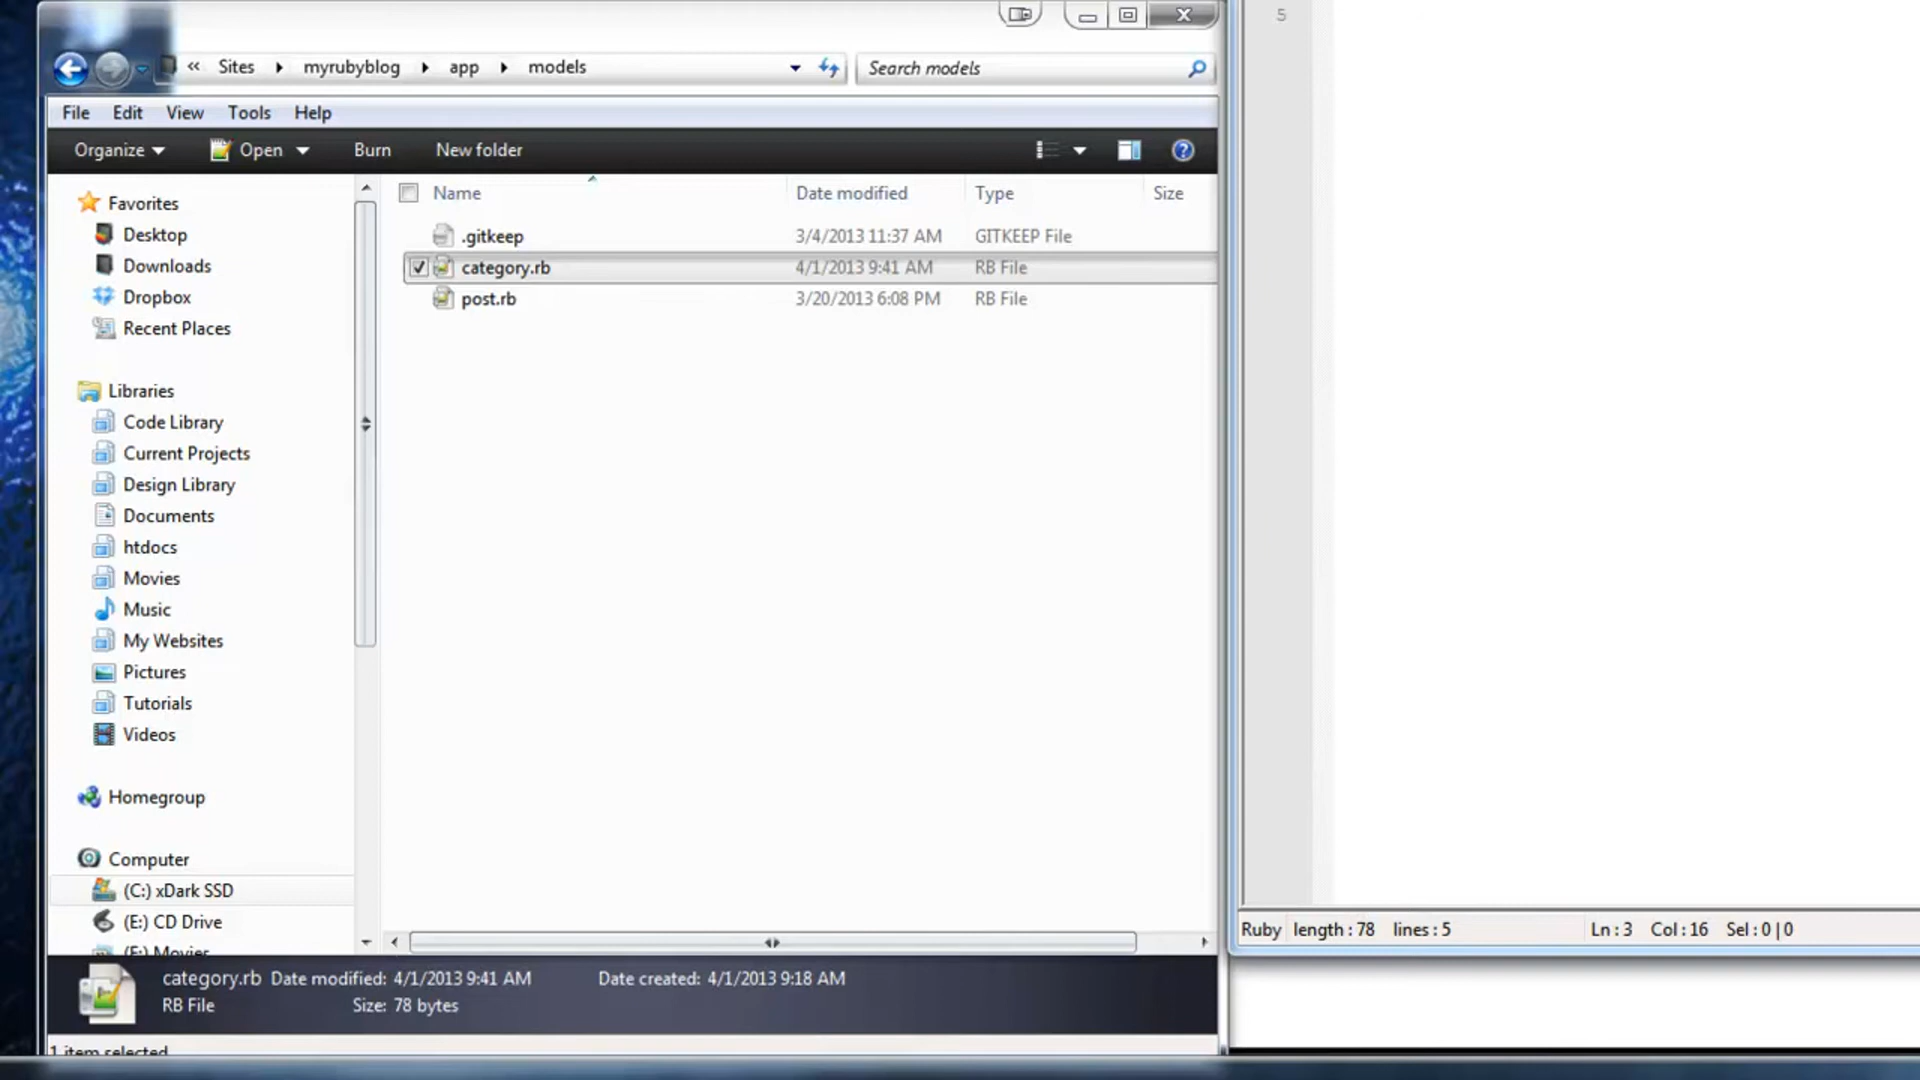 5
« Sites ▸ myrubyblog ▸ app ▸ models
Search models
File Edit View Tools Help
Organize Open Burn New folder
Name Date modified Type Size
.gitkeep 3/4/2013 11:37 AM GITKEEP File
category.rb 4/1/2013 9:41 AM RB File
post.rb 3/20/2013 6:08 PM RB File
Favorites
Desktop
Downloads
Dropbox
Recent Places
Libraries
Code Library
Current Projects
Design Library
Documents
htdocs
Movies
Music
My Websites
Pictures
Tutorials
Videos
Homegroup
Computer
(C:) xDark SSD
(E:) CD Drive
(F:) Movies
Ruby length : 78 lines : 5 Ln : 3 Col : 16 Sel : 0 | 0
category.rb Date modified: 4/1/2013 9:41 AM Date created: 4/1/2013 9:18 AM
RB File Size: 78 bytes
1 item selected